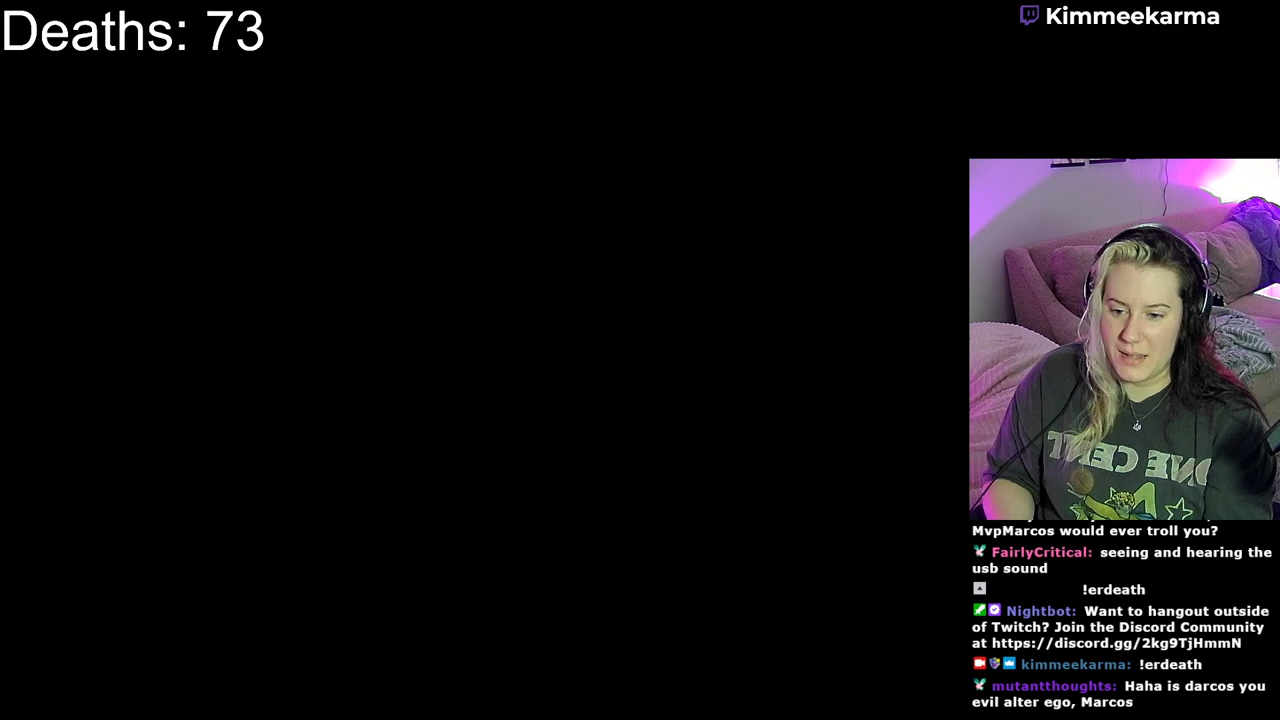 Deaths: 73
Kimmeekarma
ONE CENT
MvpMarcos would ever troll you?
FairlyCritical: seeing and hearing the
usb sound
!erdeath
Nightbot: Want to hangout outside
of Twitch? Join the Discord Community
at https://discord.gg/2kg9TjHmmN
kimmeekarma: !erdeath
mutantthoughts: Haha is darcos you
evil alter ego, Marcos